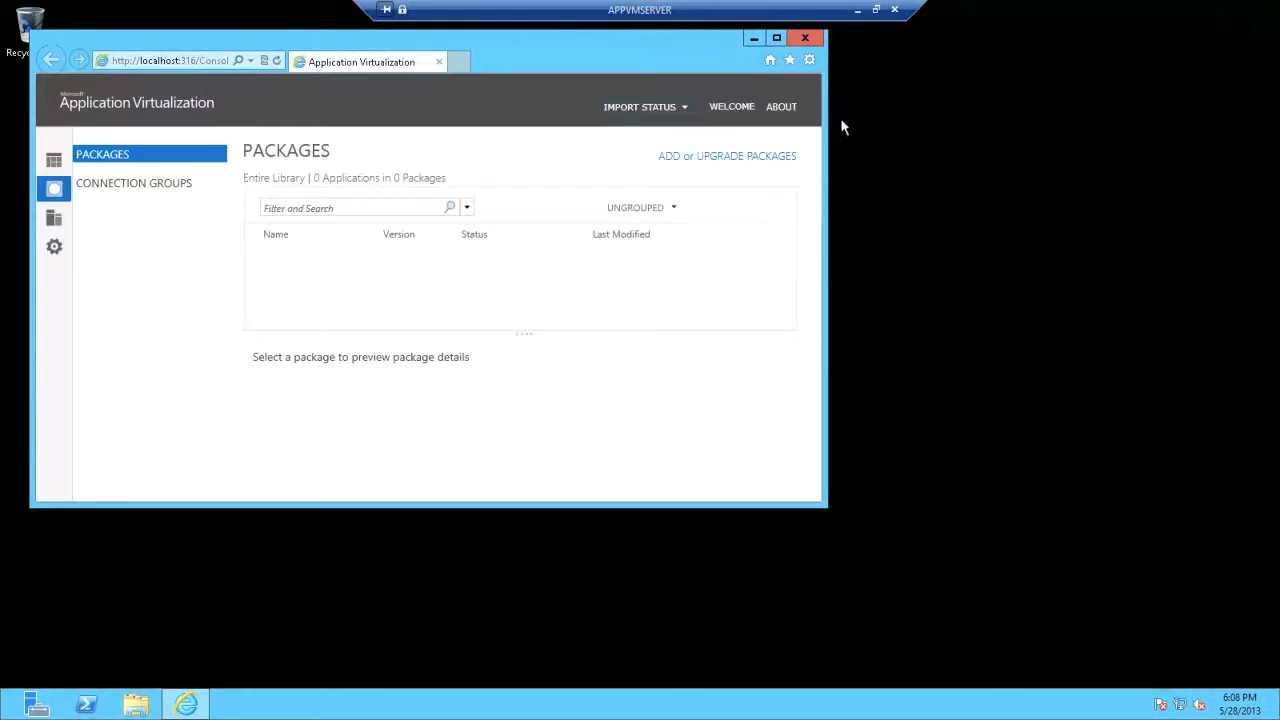 APPVMSERVER
Recyc
http://localhost:316/Consol
Application Virtualization
Microsoft
Application Virtualization
IMPORT STATUS
WELCOME
ABOUT
PACKAGES
CONNECTION GROUPS
PACKAGES
ADD or UPGRADE PACKAGES
Entire Library | 0 Applications in 0 Packages
Filter and Search
UNGROUPED
Name Version Status Last Modified
Select a package to preview package details
6:08 PM
5/28/2013